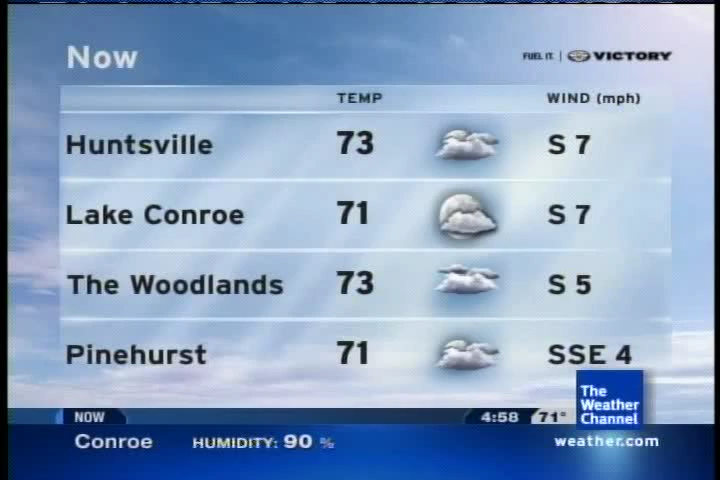 Now
FUEL IT. | VICTORY
TEMP WIND (mph)
Huntsville 73 S 7
Lake Conroe 71 S 7
The Woodlands 73 S 5
Pinehurst 71 SSE 4
The
Weather
Channel
NOW 4:58 71°
Conroe HUMIDITY: 90 % weather.com